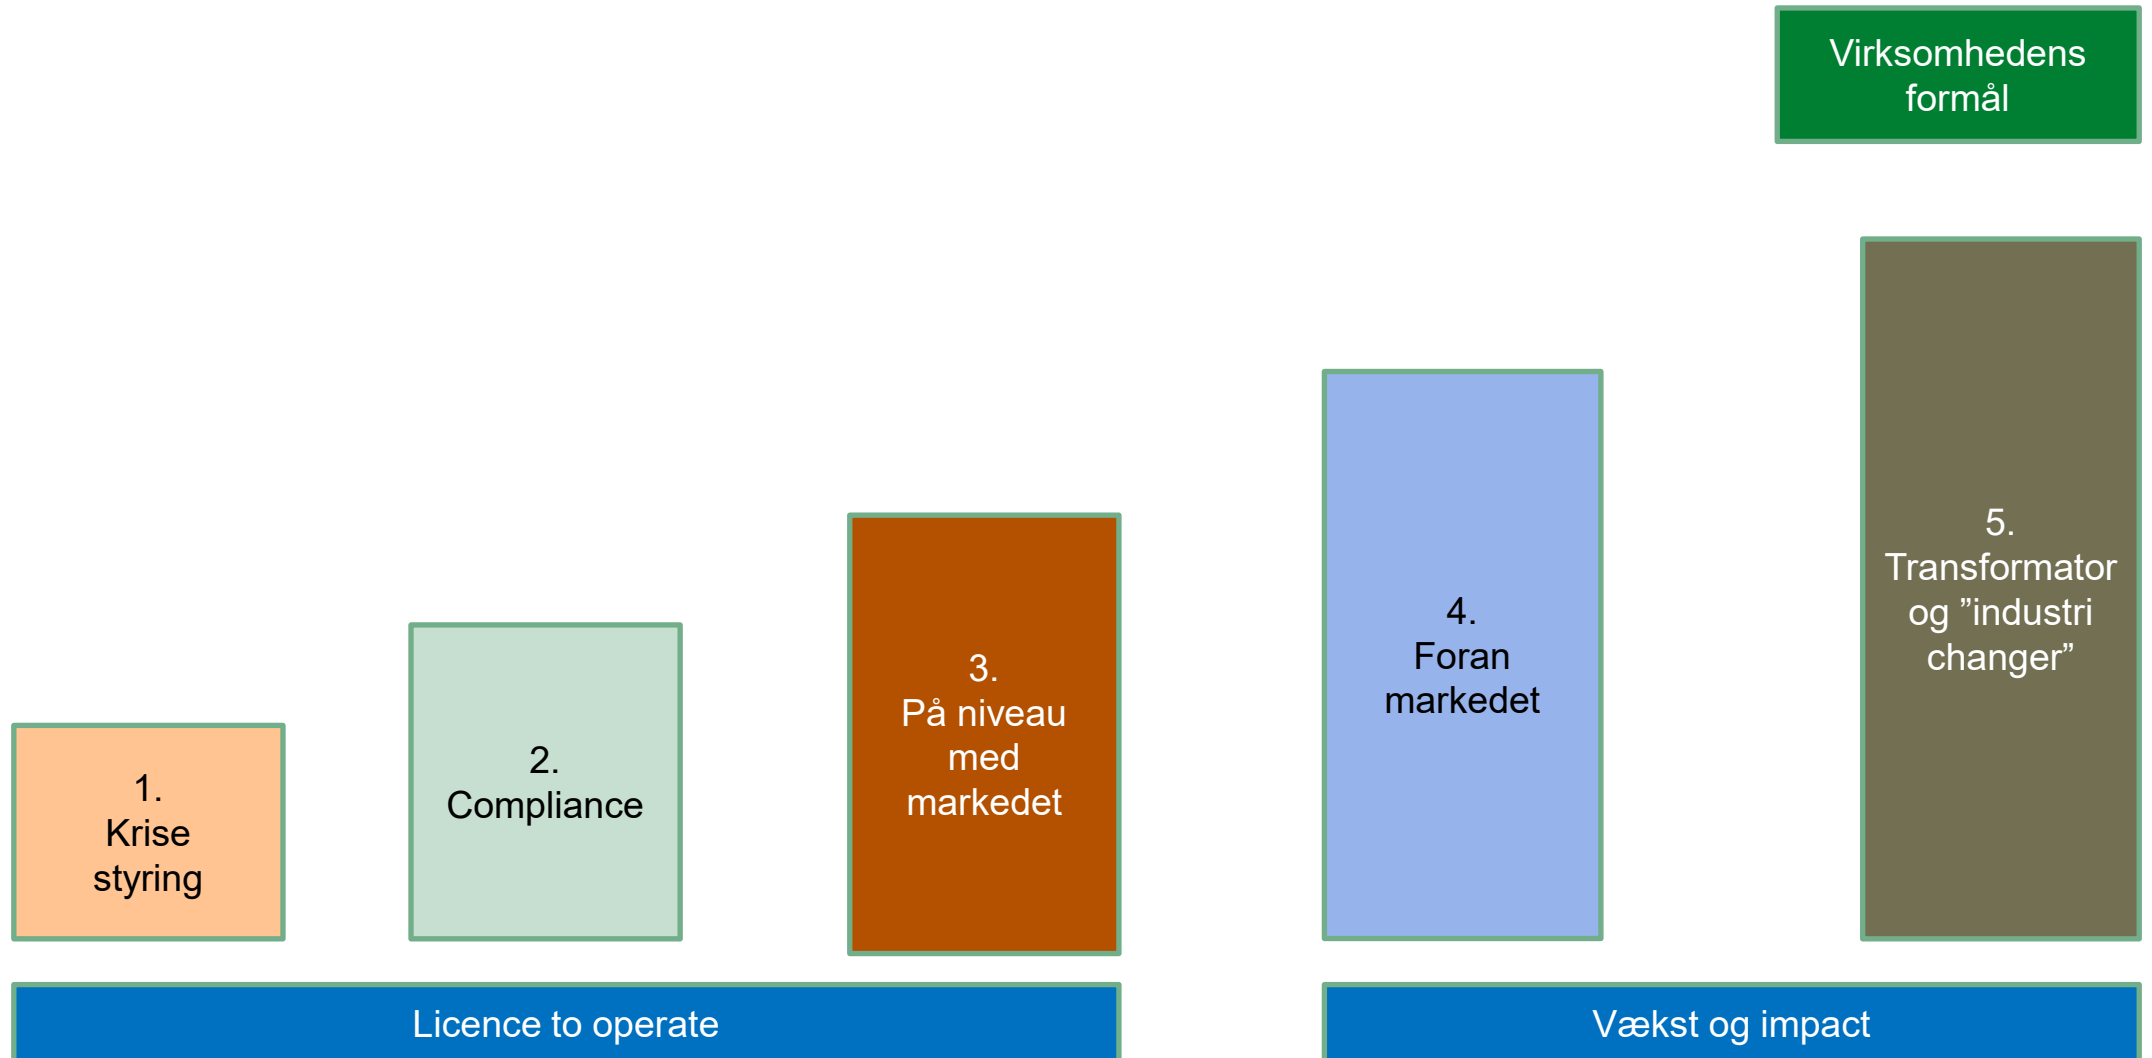 Virksomhedens
formål
1.
Krise
styring
2.
Compliance
3.
På niveau
med
markedet
4.
Foran
markedet
5.
Transformator
og ”industri
changer”
Licence to operate
Vækst og impact